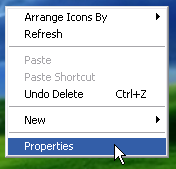 Arrange Icons By
Refresh
Paste
Paste Shortcut
Undo Delete Ctrl+Z
New
Properties